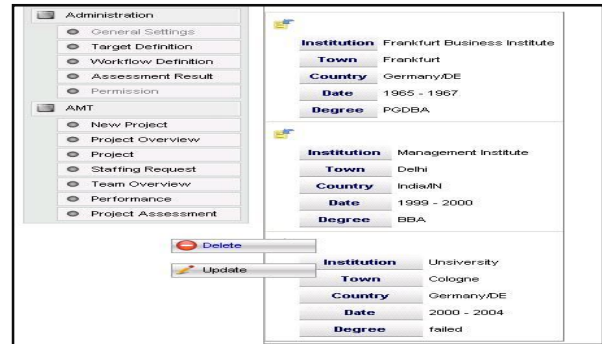 Administration
General Settings
Target Definition
Workflow Definition
Assessment Result
Permission
AMT
New Project
Project Overview
Project
Staffing Request
Team Overview
Performance
Project Assessment
Delete
Update
Institution Frankfurt Business Institute
Town Frankfurt
Country Germany/DE
Date 1965 - 1967
Degree PGDBA
Institution Management Institute
Town Delhi
Country India/IN
Date 1999 - 2000
Degree BBA
Institution Unsiversity
Town Cologne
Country Germany/DE
Date 2000 - 2004
Degree failed